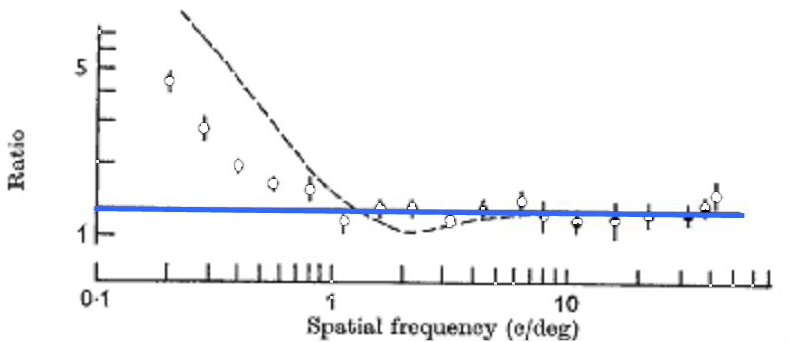 5
Ratio
1
0·1 1 10
Spatial frequency (c/deg)